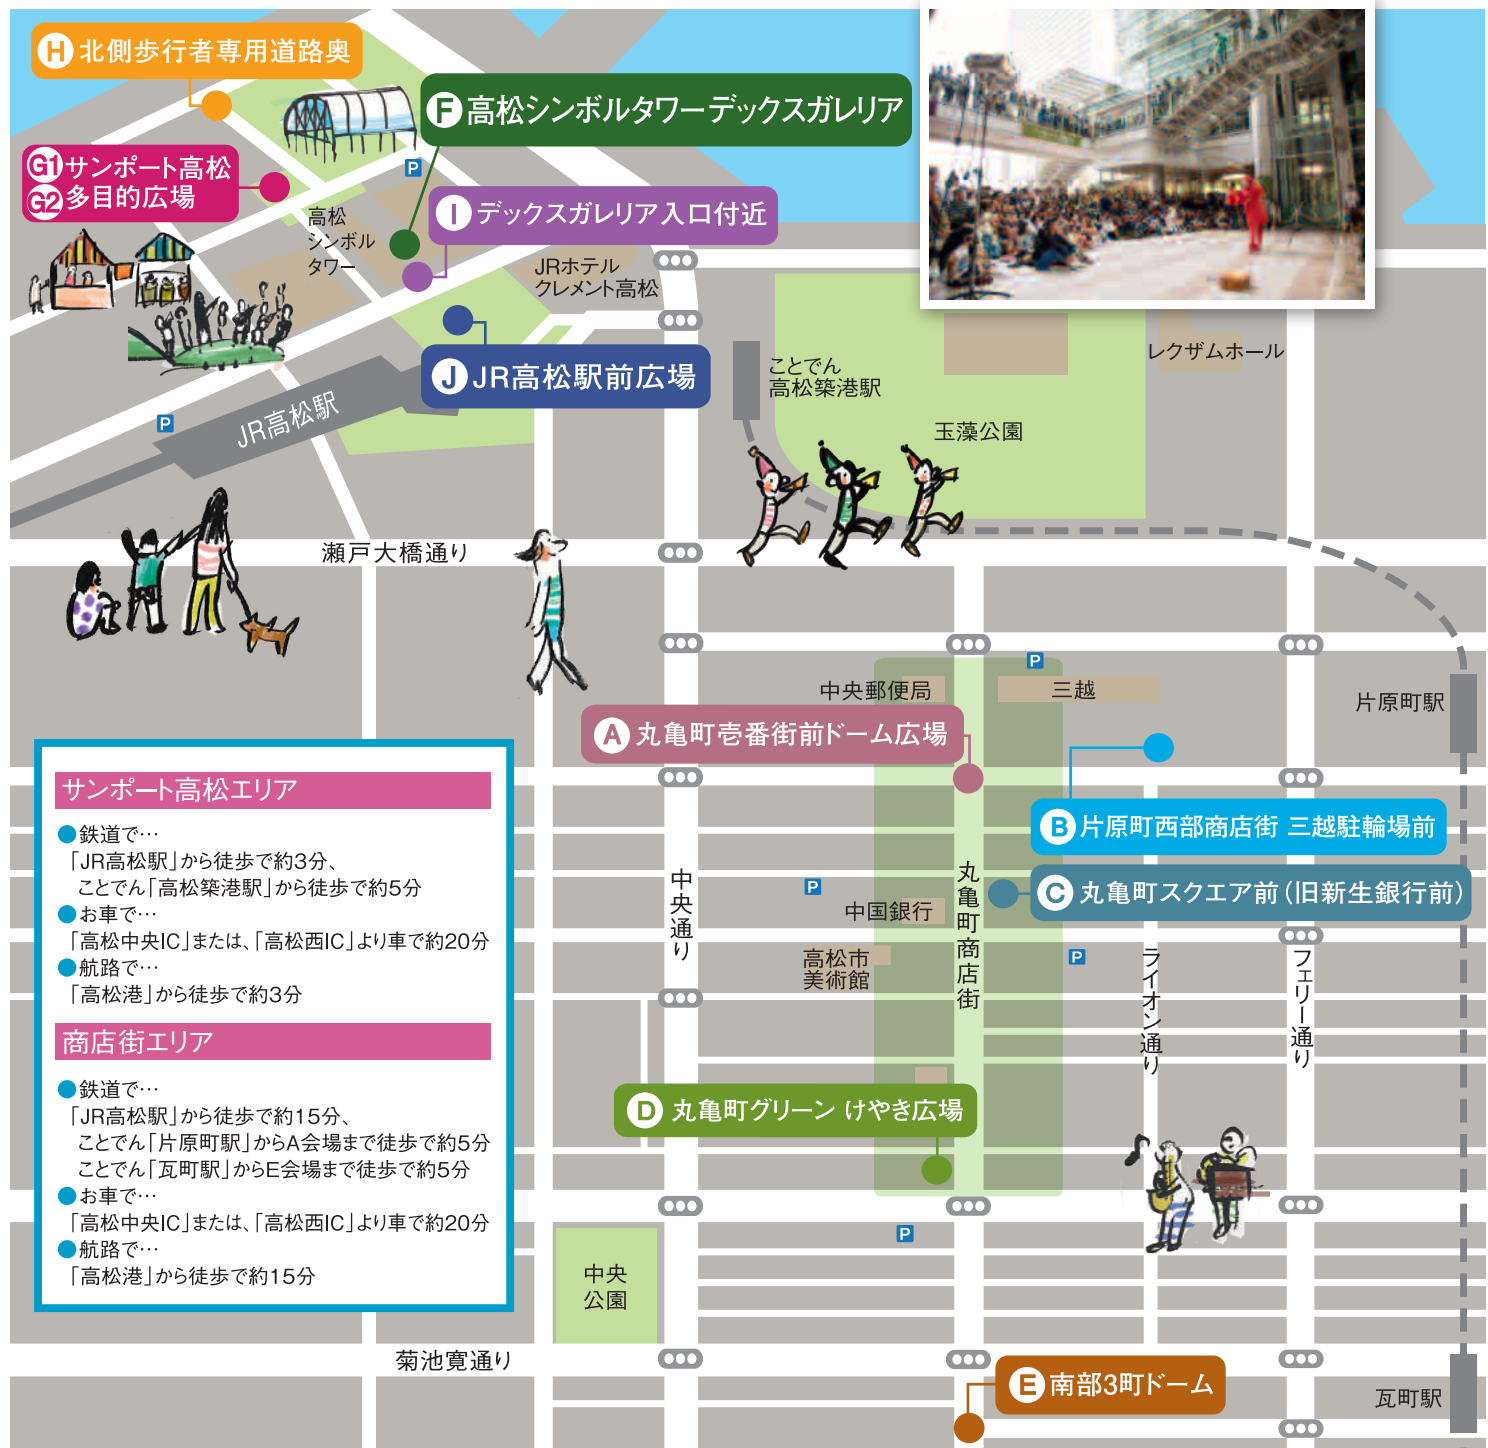 H 北側歩行者専用道路奥
F 高松シンボルタワーデックスガレリア
G1 サンポート高松
G2 多目的広場
P
高松
シンボル
タワー
I デックスガレリア入口付近
JRホテル
クレメント高松
J JR高松駅前広場
JR高松駅
P
ことでん
高松築港駅
レクザムホール
玉藻公園
瀬戸大橋通り
中央郵便局
P
三越
片原町駅
A 丸亀町壱番街前ドーム広場
B 片原町西部商店街 三越駐輪場前
C 丸亀町スクエア前(旧新生銀行前)
中央通り
P
中国銀行
高松市
美術館
丸亀町商店街
P
ライオン通り
フェリー通り
D 丸亀町グリーン けやき広場
P
中央
公園
菊池寛通り
E 南部3町ドーム
瓦町駅
サンポート高松エリア
●鉄道で…
「JR高松駅」から徒歩で約3分、
ことでん「高松築港駅」から徒歩で約5分
●お車で…
「高松中央IC」または、「高松西IC」より車で約20分
●航路で…
「高松港」から徒歩で約3分
商店街エリア
●鉄道で…
「JR高松駅」から徒歩で約15分、
ことでん「片原町駅」からA会場まで徒歩で約5分
ことでん「瓦町駅」からE会場まで徒歩で約5分
●お車で…
「高松中央IC」または、「高松西IC」より車で約20分
●航路で…
「高松港」から徒歩で約15分